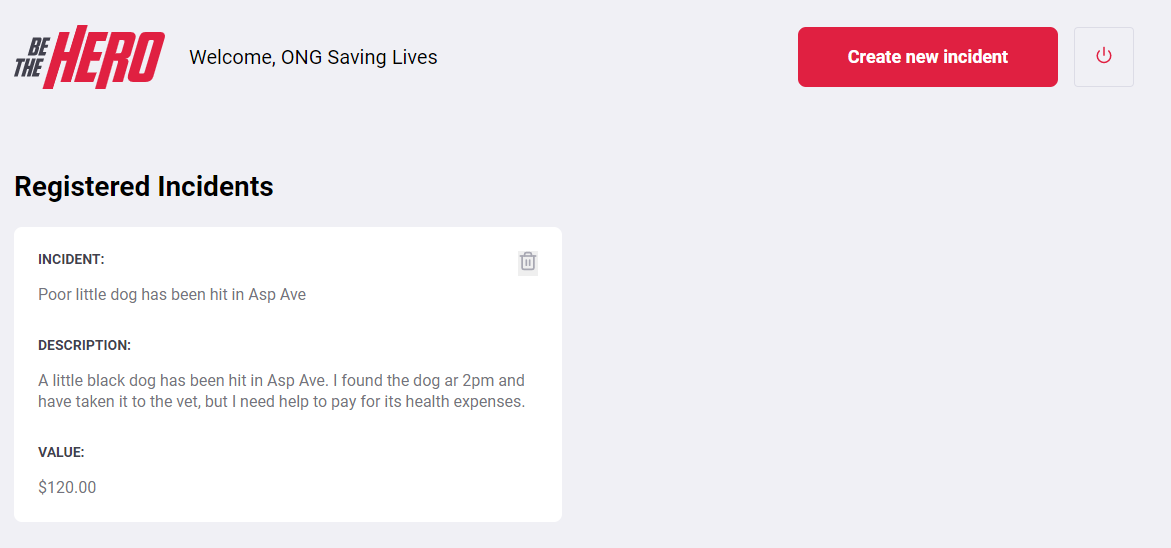 BE
THE HERO
Welcome, ONG Saving Lives
Create new incident
Registered Incidents
INCIDENT:
Poor little dog has been hit in Asp Ave
DESCRIPTION:
A little black dog has been hit in Asp Ave. I found the dog ar 2pm and
have taken it to the vet, but I need help to pay for its health expenses.
VALUE:
$120.00